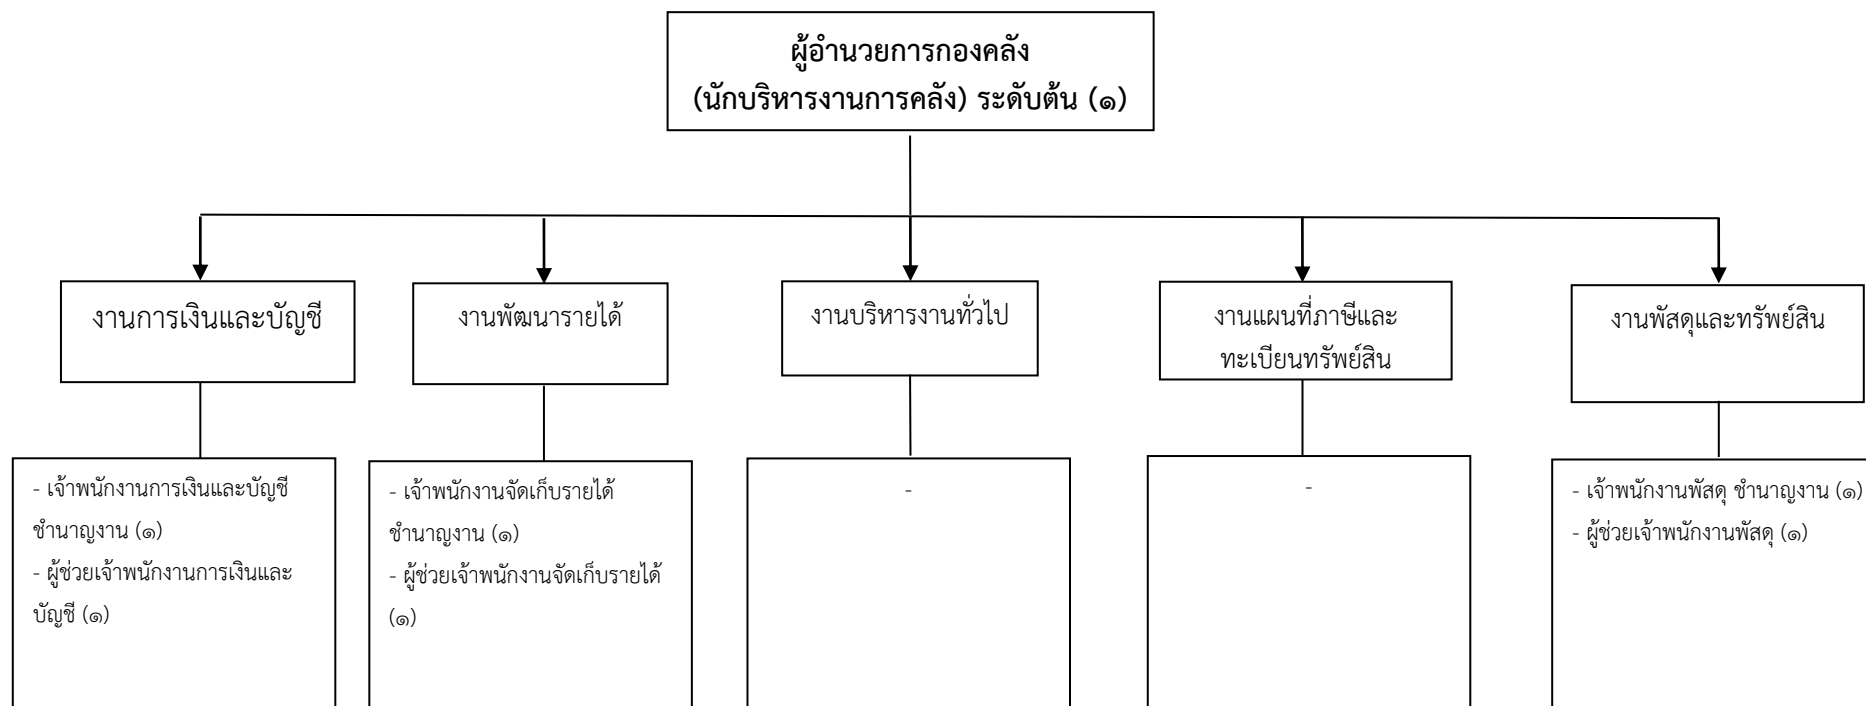 ผู้อำนวยการกองคลัง
(นักบริหารงานการคลัง) ระดับต้น (๑)
งานการเงินและบัญชี
งานพัฒนารายได้
งานบริหารงานทั่วไป
งานแผนที่ภาษีและ
ทะเบียนทรัพย์สิน
งานพัสดุและทรัพย์สิน
- เจ้าพนักงานการเงินและบัญชี
ชำนาญงาน (๑)
- ผู้ช่วยเจ้าพนักงานการเงินและ
บัญชี (๑)
- เจ้าพนักงานจัดเก็บรายได้
ชำนาญงาน (๑)
- ผู้ช่วยเจ้าพนักงานจัดเก็บรายได้
(๑)
-
-
- เจ้าพนักงานพัสดุ ชำนาญงาน (๑)
- ผู้ช่วยเจ้าพนักงานพัสดุ (๑)